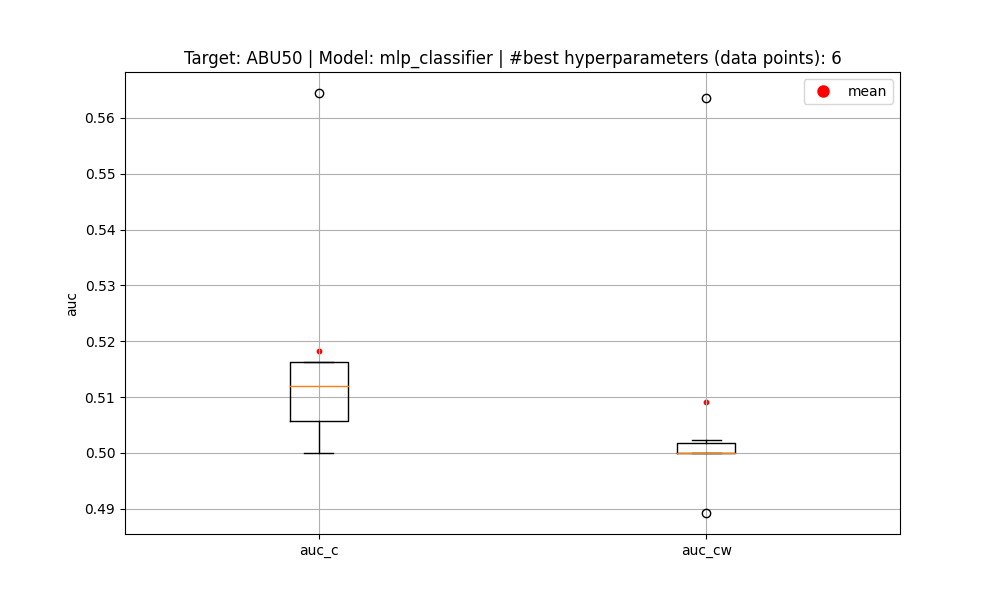 Target: ABU50 | Model: mlp_classifier | #best hyperparameters (data points): 6
mean
0.56
0.55
0.54
0.53
0.52
0.51
0.50
0.49
auc
auc_c
auc_cw